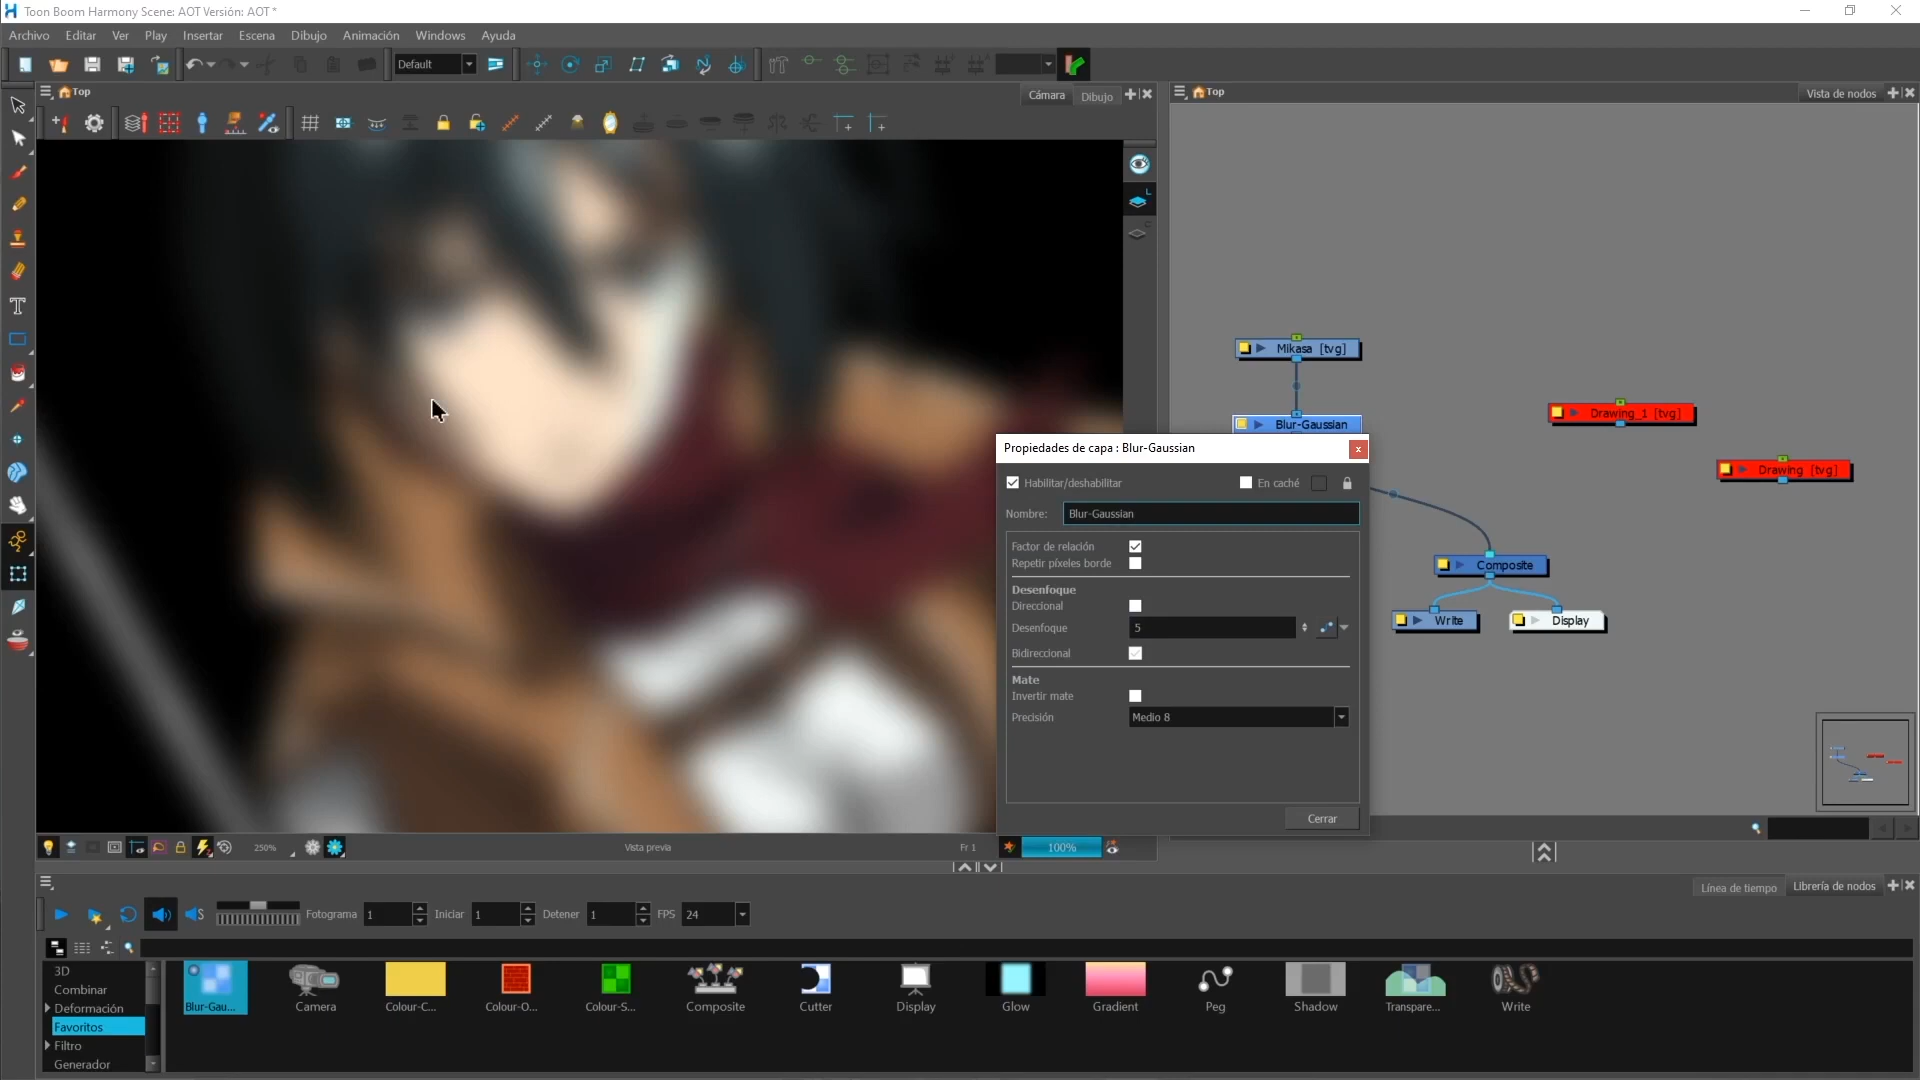 Toon Boom Harmony Scene: AOT Versión: AOT *
Archivo Editar Ver Play Insertar Escena Dibujo Animación Windows Ayuda
Default
Top
Cámara Dibujo
Top
Vista de nodos
Mikasa [tvg]
Blur-Gaussian
Drawing_1 [tvg]
Drawing [tvg]
Composite
Write
Display
Propiedades de capa : Blur-Gaussian
Habilitar/deshabilitar
En caché
Nombre:
Blur-Gaussian
Factor de relación
Repetir píxeles borde
Desenfoque
Direccional
Desenfoque
5
Bidireccional
Mate
Invertir mate
Precisión
Medio 8
Cerrar
250%
Vista previa
Fr 1
100%
Línea de tiempo Librería de nodos
Fotograma 1 Iniciar 1 Detener 1 FPS 24
3D
Combinar
Deformación
Favoritos
Filtro
Generador
Blur-Gau... Camera Colour-C... Colour-O... Colour-S... Composite Cutter Display Glow Gradient Peg Shadow Transpare... Write